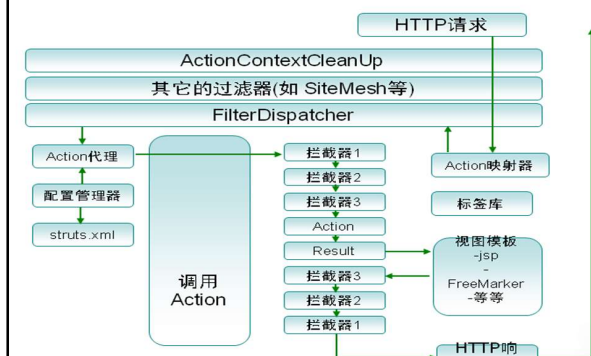 HTTP请求
ActionContextCleanUp
其它的过滤器(如 SiteMesh等)
FilterDispatcher
Action代理
配置管理器
struts.xml
调用
Action
拦截器1
拦截器2
拦截器3
Action
Result
拦截器3
拦截器2
拦截器1
Action映射器
标签库
视图模板
-jsp
-
FreeMarker
-等等
HTTP响